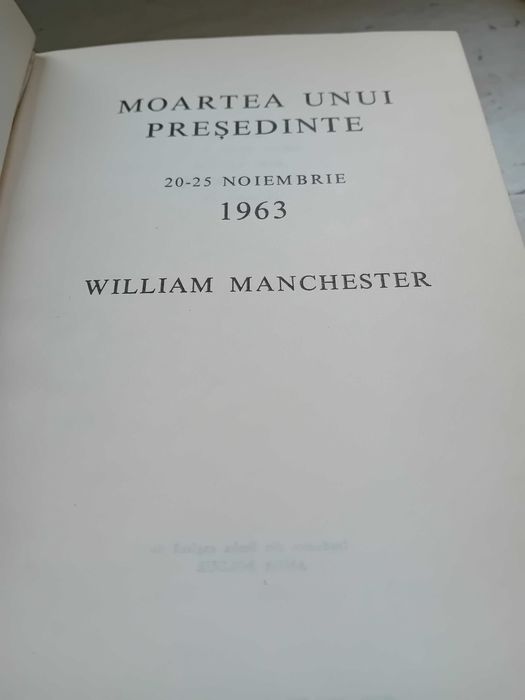 MOARTEA UNUI
PREȘEDINTE
20-25 NOIEMBRIE
1963
WILLIAM MANCHESTER